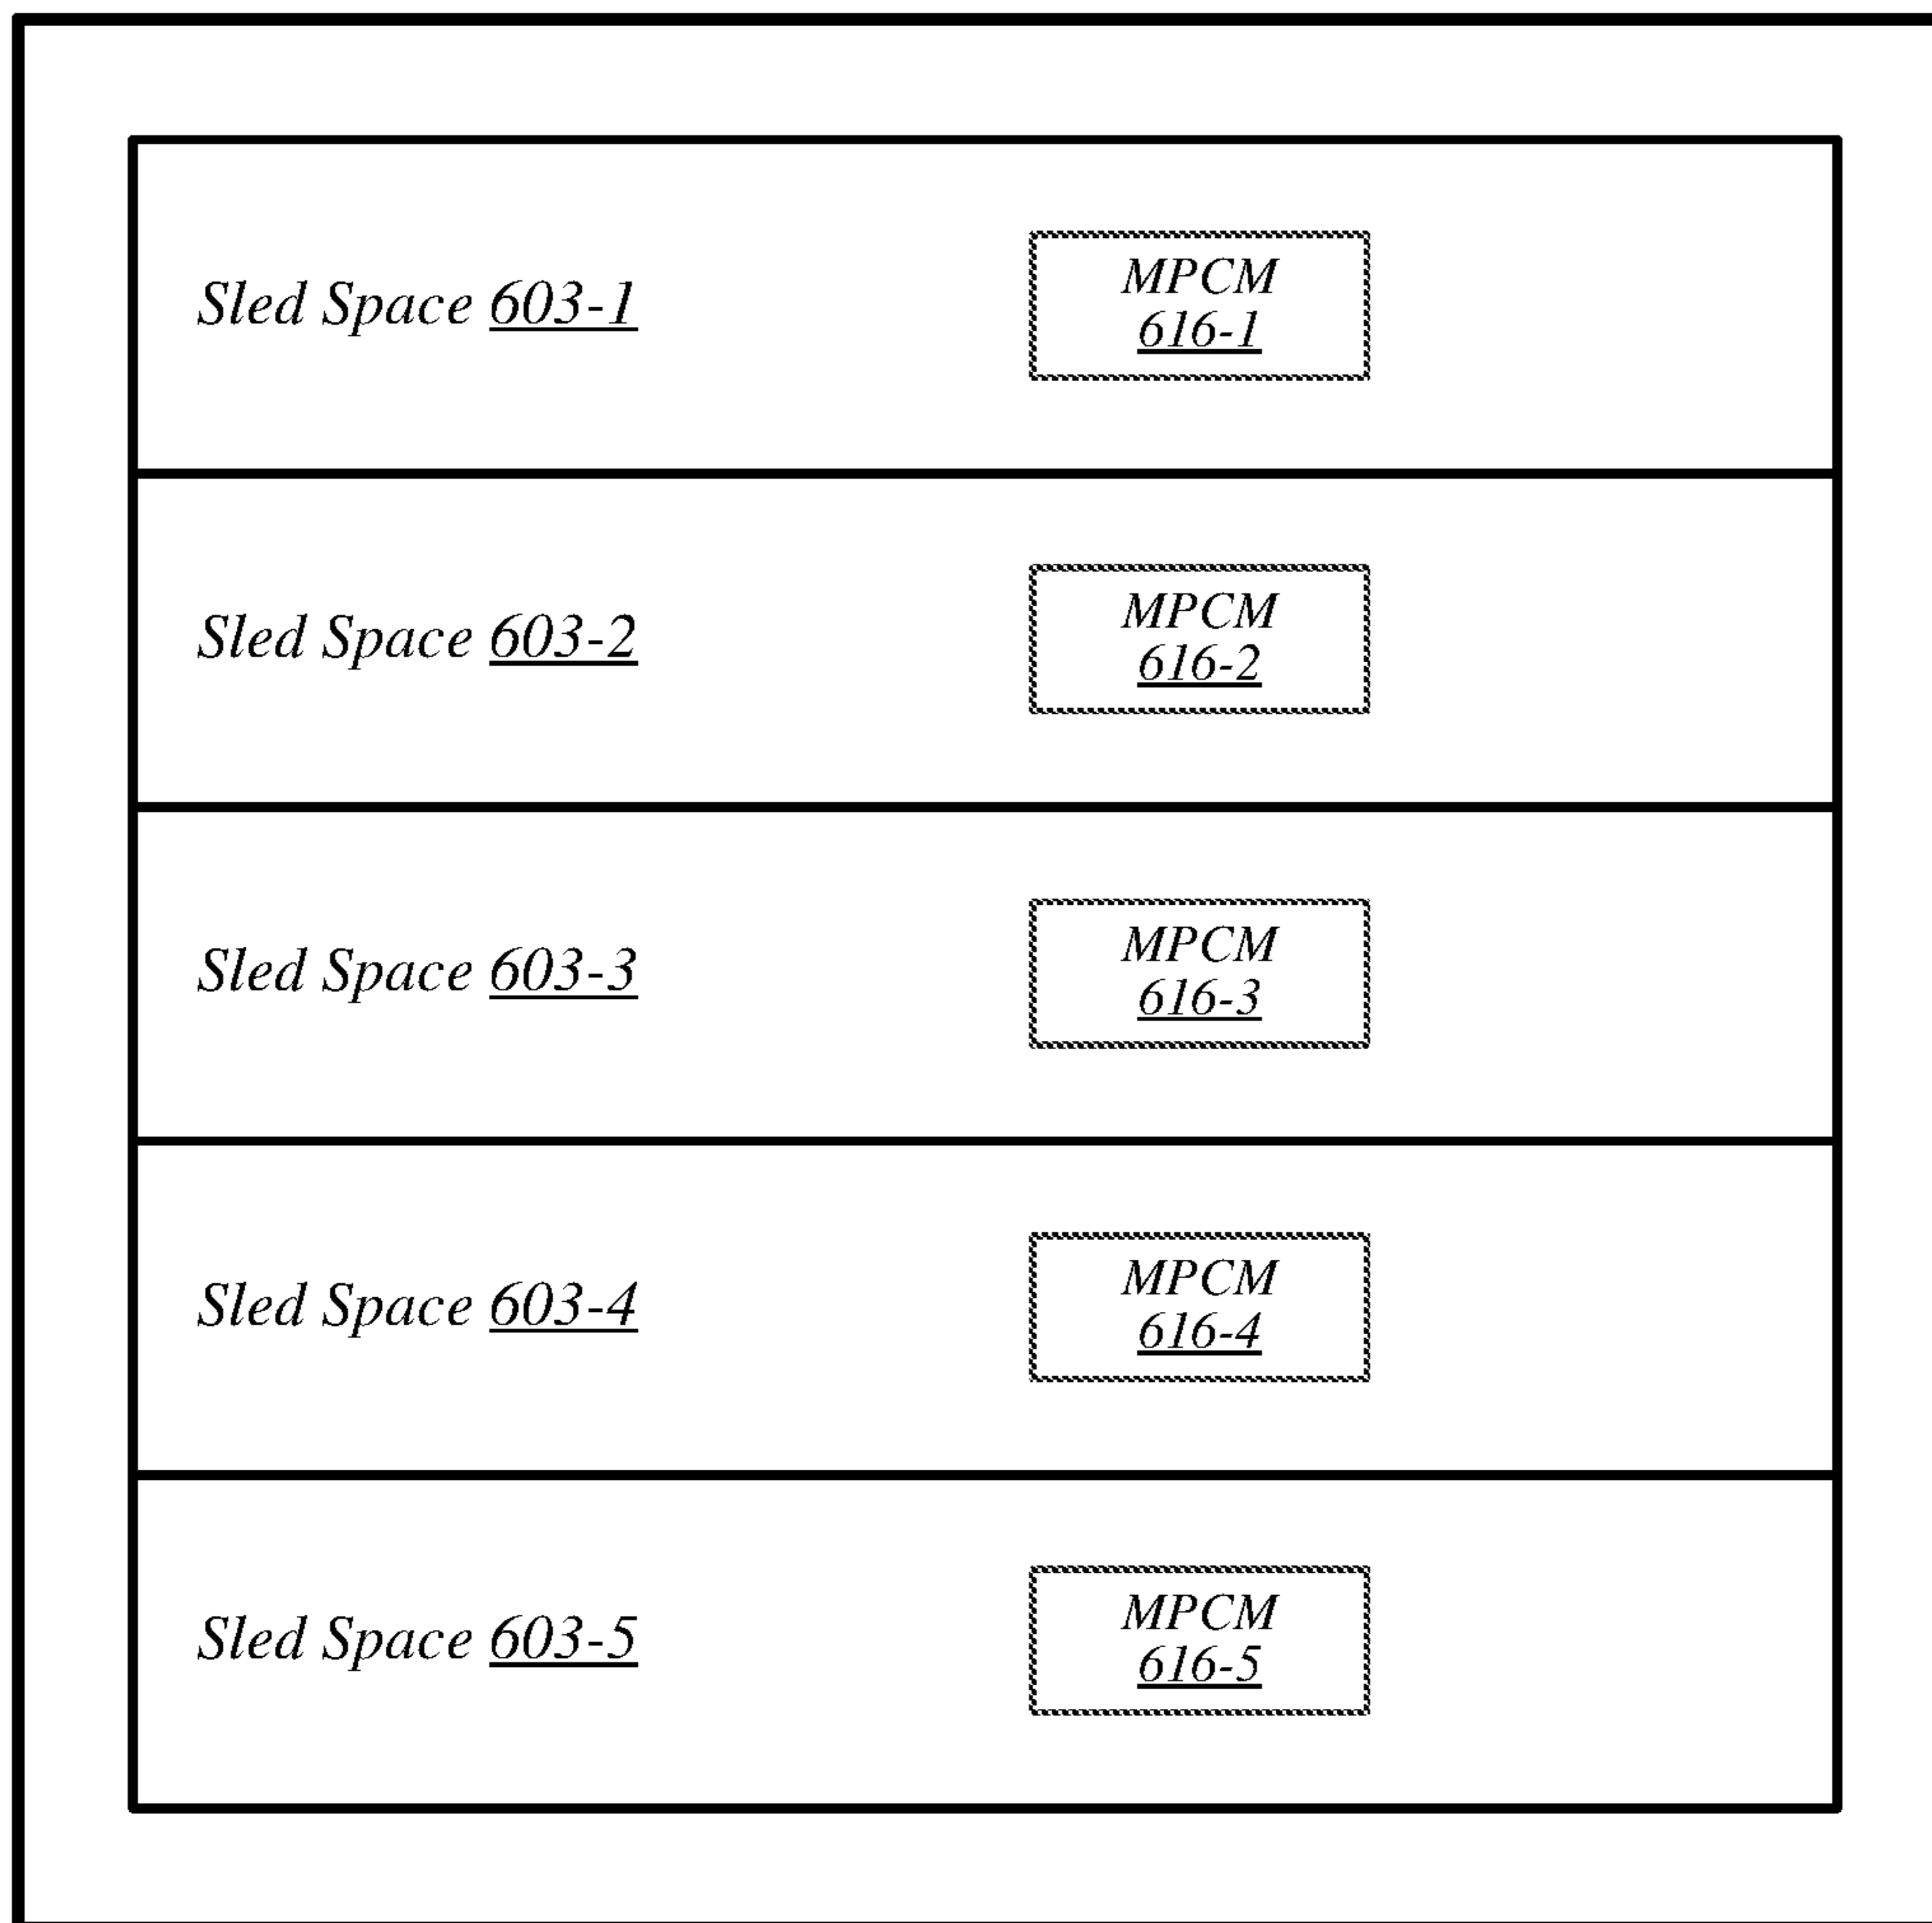 Sled Space 603-1
MPCM
616-1
Sled Space 603-2
MPCM
616-2
Sled Space 603-3
MPCM
616-3
Sled Space 603-4
MPCM
616-4
Sled Space 603-5
MPCM
616-5